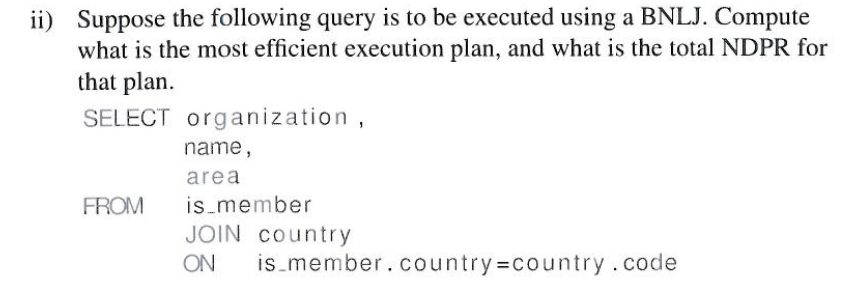 ii) Suppose the following query is to be executed using a BNLJ. Compute
what is the most efficient execution plan, and what is the total NDPR for
that plan.
SELECT organization ,
name,
area
FROM is_member
JOIN country
ON is_member.country=country.code